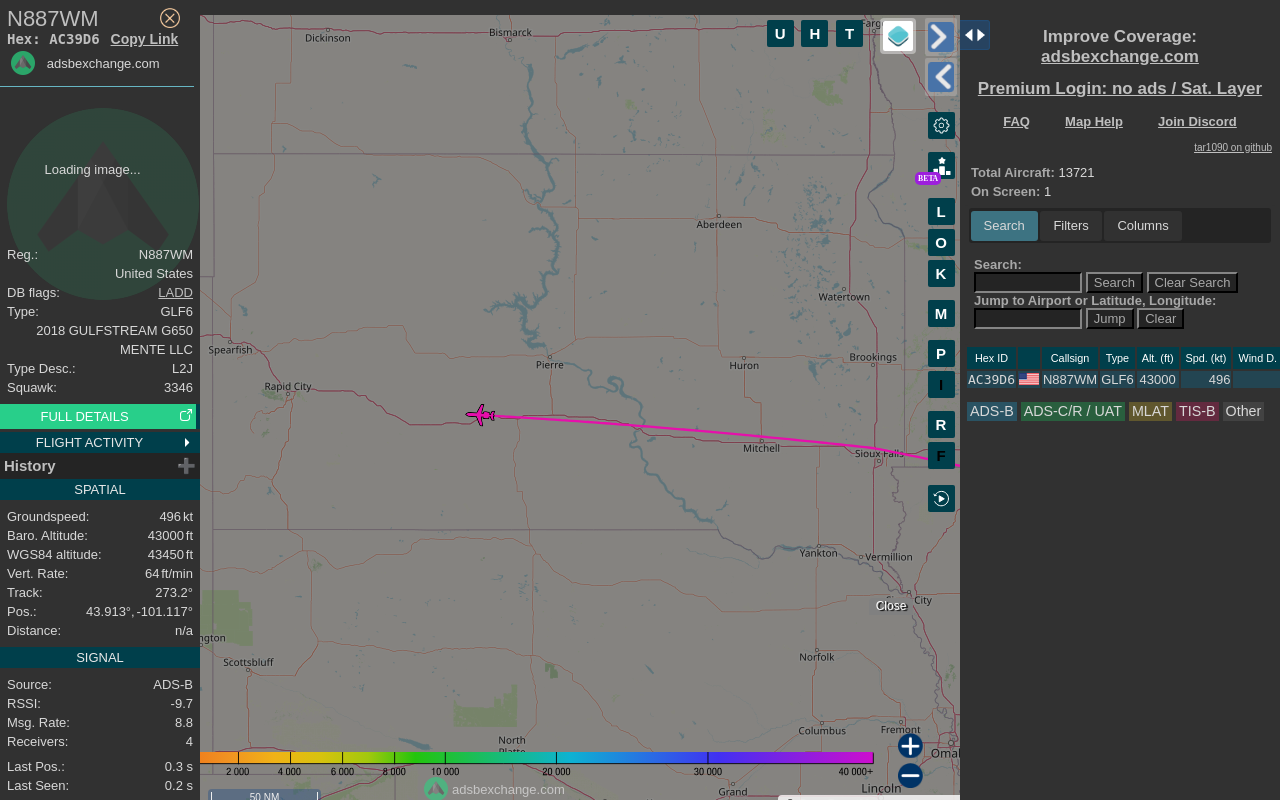 N887WM
Hex: AC39D6 Copy Link
adsbexchange.com
Loading image...
Reg.: N887WM
United States
DB flags: LADD
Type: GLF6
2018 GULFSTREAM G650
MENTE LLC
Type Desc.: L2J
Squawk: 3346
FULL DETAILS
FLIGHT ACTIVITY
History
SPATIAL
Groundspeed: 496 kt
Baro. Altitude: 43000 ft
WGS84 altitude: 43450 ft
Vert. Rate: 64 ft/min
Track: 273.2°
Pos.: 43.913°, -101.117°
Distance: n/a
SIGNAL
Source: ADS-B
RSSI: -9.7
Msg. Rate: 8.8
Receivers: 4
Last Pos.: 0.3 s
Last Seen: 0.2 s
Dickinson
Bismarck
U H T
Aberdeen
Watertown
Spearfish
Pierre
Huron
Brookings
Rapid City
Mitchell
Sioux Falls
Yankton
Vermillion
City
Close
ngton
Scottsbluff
Norfolk
North
Platte
Columbus
Fremont
Omah
Lincoln
Grand
BETA
L
O
K
M
P
I
R
F
2 000 4 000 6 000 8 000 10 000 20 000 30 000 40 000+
adsbexchange.com
50 NM
Improve Coverage:
adsbexchange.com
Premium Login: no ads / Sat. Layer
FAQ Map Help Join Discord
tar1090 on github
Total Aircraft: 13721
On Screen: 1
Search Filters Columns
Search:
Search Clear Search
Jump to Airport or Latitude, Longitude:
Jump Clear
Hex ID Callsign Type Alt. (ft) Spd. (kt) Wind D.
AC39D6 N887WM GLF6 43000 496
ADS-B ADS-C/R / UAT MLAT TIS-B Other